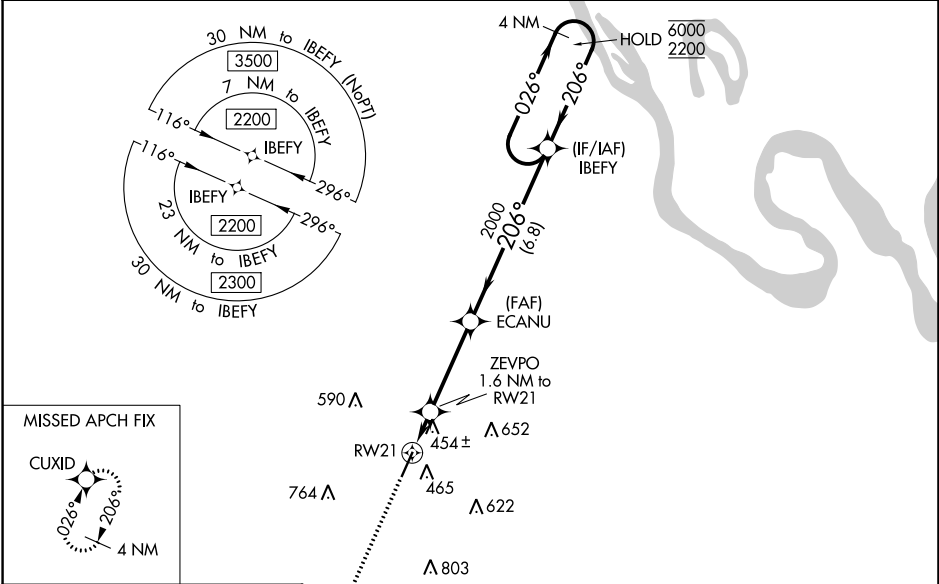 30 NM to IBEFY (NoPT)
3500
7 NM to IBEFY
2200
116°
IBEFY
296°
116°
IBEFY
296°
2200
23 NM to IBEFY
2300
30 NM to IBEFY
4 NM
HOLD 6000
2200
026°
206°
(IF/IAF)
IBEFY
2000
206°
(6.8)
(FAF)
ECANU
ZEVPO
1.6 NM to
RW21
590
454 ±
652
RW21
465
764
622
803
MISSED APCH FIX
CUXID
026°
206°
4 NM